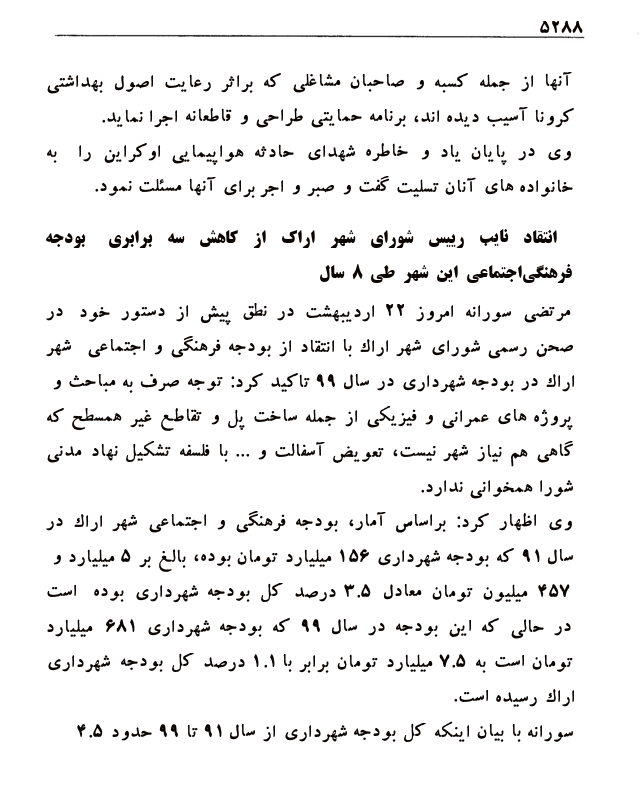 ۵۲۸۸
آنها از جمله کسبه و صاحبان مشاغلی که براثر رعایت اصول بهداشتی
کرونا آسیب دیده اند، برنامه حمایتی طراحی و قاطعانه اجرا نماید.
وی در پایان یاد و خاطره شهدای حادثه هواپیمایی اوکراین را به
خانواده های آنان تسلیت گفت و صبر و اجر برای آنها مسئلت نمود.
انتقاد نایب رییس شورای شهر اراک از کاهش سه برابری بودجه
فرهنگی‌اجتماعی این شهر طی ۸ سال
مرتضی سورانه امروز ۲۲ اردیبهشت در نطق پیش از دستور خود در
صحن رسمی شورای شهر اراک با انتقاد از بودجه فرهنگی و اجتماعی شهر
اراک در بودجه شهرداری در سال ۹۹ تاکید کرد: توجه صرف به مباحث و
پروژه های عمرانی و فیزیکی از جمله ساخت پل و تقاطع غیر همسطح که
گاهی هم نیاز شهر نیست، تعویض آسفالت و ... با فلسفه تشکیل نهاد مدنی
شورا همخوانی ندارد.
وی اظهار کرد: براساس آمار، بودجه فرهنگی و اجتماعی شهر اراک در
سال ۹۱ که بودجه شهرداری ۱۵۶ میلیارد تومان بوده، بالغ بر ۵ میلیارد و
۴۵۷ میلیون تومان معادل ۳.۵ درصد کل بودجه شهرداری بوده است
در حالی که این بودجه در سال ۹۹ که بودجه شهرداری ۶۸۱ میلیارد
تومان است به ۷.۵ میلیارد تومان برابر با ۱.۱ درصد کل بودجه شهرداری
اراک رسیده است.
سورانه با بیان اینکه کل بودجه شهرداری از سال ۹۱ تا ۹۹ حدود ۴.۵